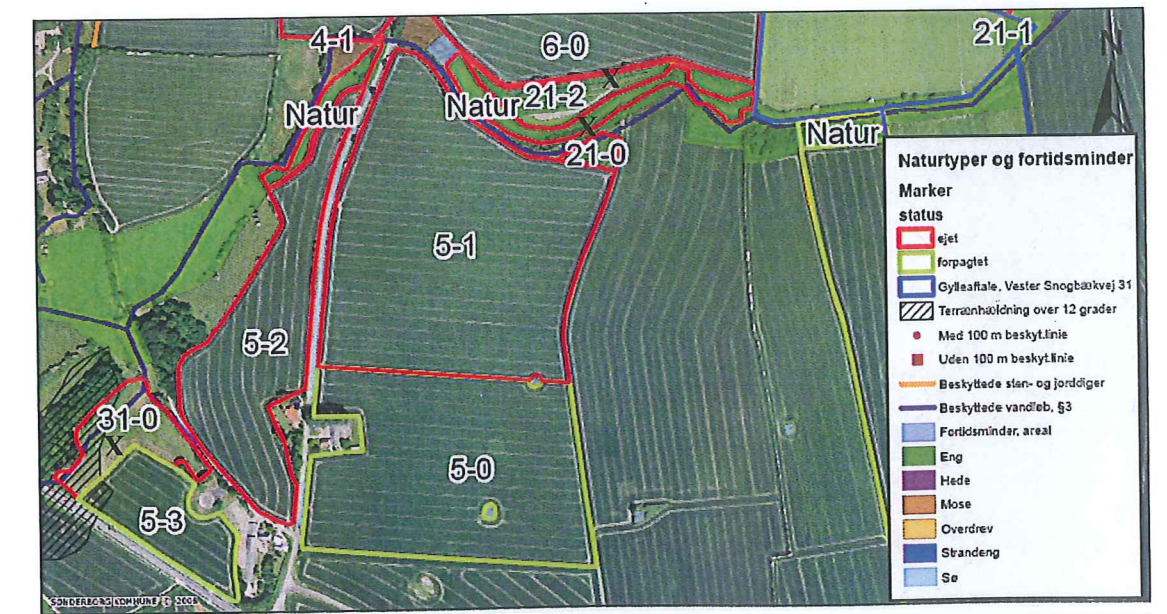 4-1
6-0
21-1
N
Natur
Natur
21-2
X
X
21-0
Natur
5-1
5-2
31-0
X
5-0
5-3
Naturtyper og fortidsminder
Marker
status
ejet
forpagtet
Gylleaftale, Vester Snogbækvej 31
Terrænhældning over 12 grader
Med 100 m beskyt.linie
Uden 100 m beskyt.linie
Beskyttede sten- og jorddiger
Beskyttede vandløb, §3
Fortidsminder, areal
Eng
Hede
Mose
Overdrev
Strandeng
Sø
SØNDERBORG KOMMUNE © 2006